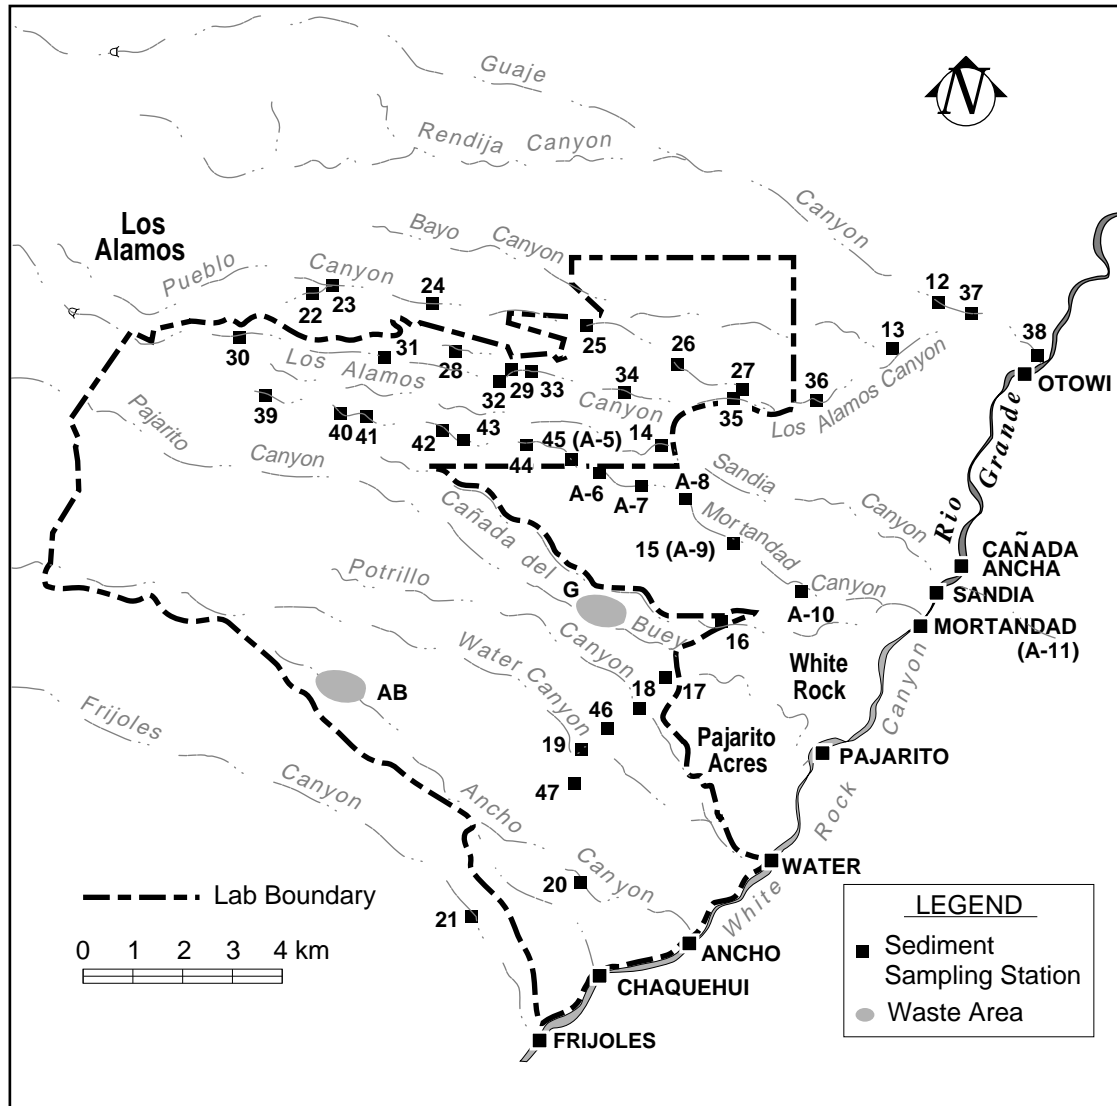 Guaje
N
Rendija Canyon
Canyon
Los
Alamos
Bayo Canyon
Pueblo Canyon
12
37
22
23
24
13
38
OTOWI
30
31
28
25
26
27
36
Los Alamos
Canyon
Los Alamos Canyon
32
29
33
34
35
39
40
41
42
43
44
45 (A-5)
14
Pajarito
Canyon
A-6
A-7
A-8
Sandia
Canyon
Rio Grande
Mortandad
Canyon
15 (A-9)
CAÑADA
ANCHA
SANDIA
MORTANDAD
(A-11)
A-10
Cañada del
Buey
G
16
Potrillo
Canyon
Water Canyon
White
Rock
17
18
46
19
47
AB
Pajarito
Acres
PAJARITO
Frijoles
Canyon
Ancho
Canyon
White Rock Canyon
WATER
20
21
ANCHO
CHAQUEHUI
FRIJOLES
Lab Boundary
0 1 2 3 4 km
LEGEND
Sediment
Sampling Station
Waste Area